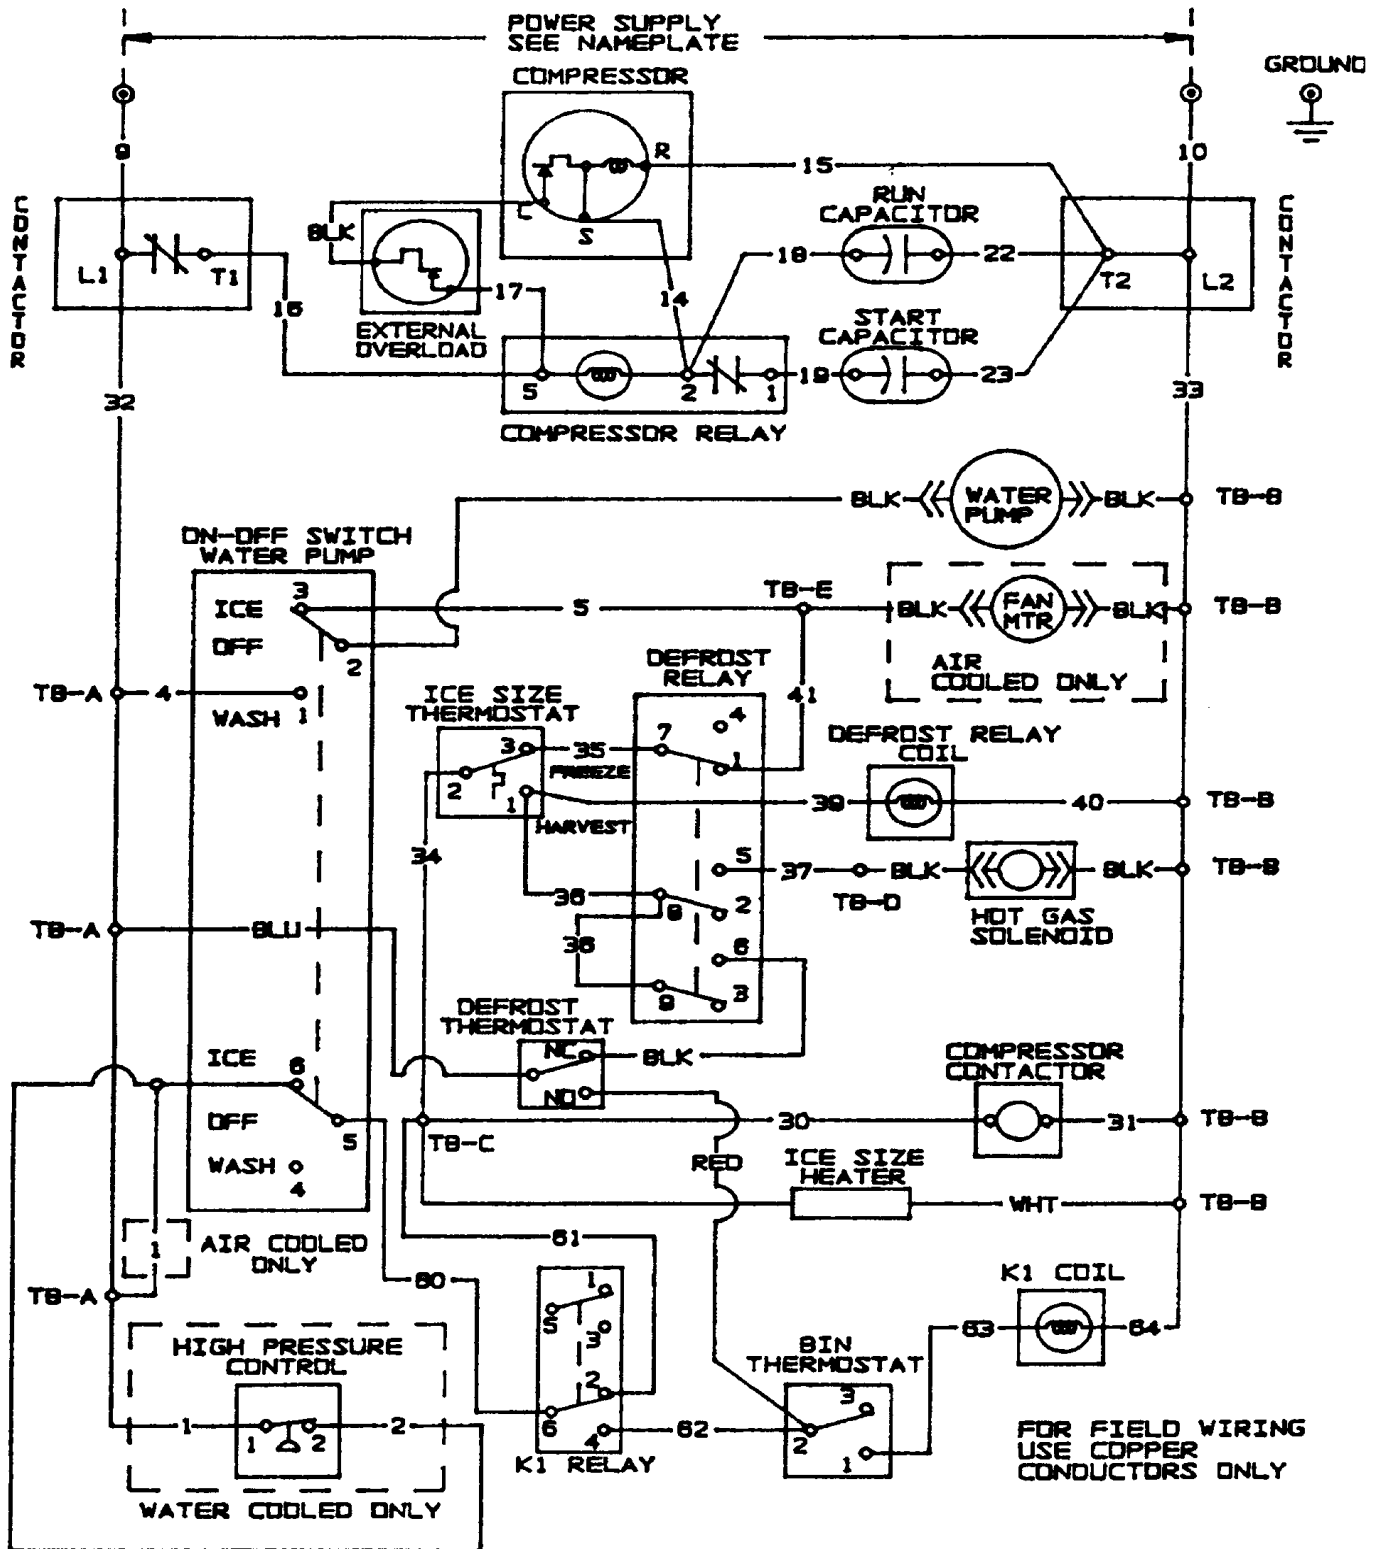 POWER SUPPLY
SEE NAMEPLATE
COMPRESSOR
GROUND
9
10
R
15
C
S
CONTACTOR
RUN
CAPACITOR
CONTACTOR
BLK
18
22
L1
T1
T2
L2
17
14
16
EXTERNAL
OVERLOAD
START
CAPACITOR
5
2
1
19
23
32
33
COMPRESSOR RELAY
BLK
WATER
PUMP
BLK
TB-B
ON-OFF SWITCH
WATER PUMP
3
ICE
5
TB-E
BLK
FAN
MTR
BLK
TB-B
OFF
2
DEFROST
RELAY
AIR
COOLED ONLY
TB-A
4
WASH
1
ICE SIZE
THERMOSTAT
41
4
3
35
7
1
DEFROST RELAY
COIL
FREEZE
2
1
39
40
TB-B
HARVEST
34
5
37
BLK
BLK
TB-B
TB-D
36
8
2
HOT GAS
SOLENOID
TB-A
BLU
36
6
9
3
DEFROST
THERMOSTAT
NC
BLK
ICE
6
COMPRESSOR
CONTACTOR
NO
OFF
5
TB-C
30
31
TB-B
WASH
4
RED
ICE SIZE
HEATER
WHT
TB-B
1
AIR COOLED
ONLY
61
60
TB-A
K1 COIL
1
5
3
63
64
HIGH PRESSURE
CONTROL
BIN
THERMOSTAT
2
3
1
1
2
2
6
4
62
2
1
K1 RELAY
FOR FIELD WIRING
USE COPPER
CONDUCTORS ONLY
WATER COOLED ONLY